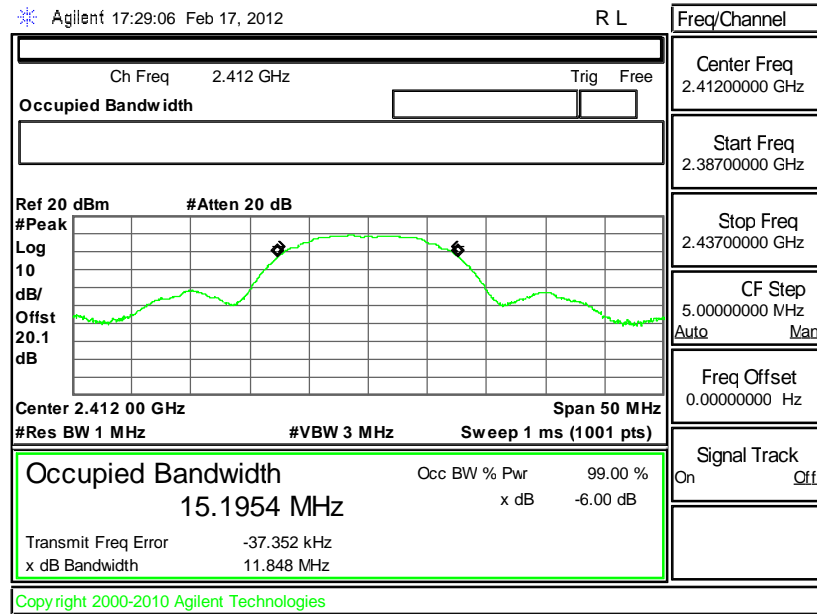 Agilent 17:29:06 Feb 17, 2012 R L
Ch Freq 2.412 GHz Trig Free
Occupied Bandwidth
Ref 20 dBm #Atten 20 dB
#Peak
Log
10
dB/
Offst
20.1
dB
Center 2.412 00 GHz Span 50 MHz
#Res BW 1 MHz #VBW 3 MHz Sweep 1 ms (1001 pts)
Occupied Bandwidth Occ BW % Pwr 99.00 %
15.1954 MHz x dB -6.00 dB
Transmit Freq Error -37.352 kHz
x dB Bandwidth 11.848 MHz
Copyright 2000-2010 Agilent Technologies
Freq/Channel
Center Freq
2.41200000 GHz
Start Freq
2.38700000 GHz
Stop Freq
2.43700000 GHz
CF Step
5.00000000 MHz
Auto Man
Freq Offset
0.00000000 Hz
Signal Track
On Off